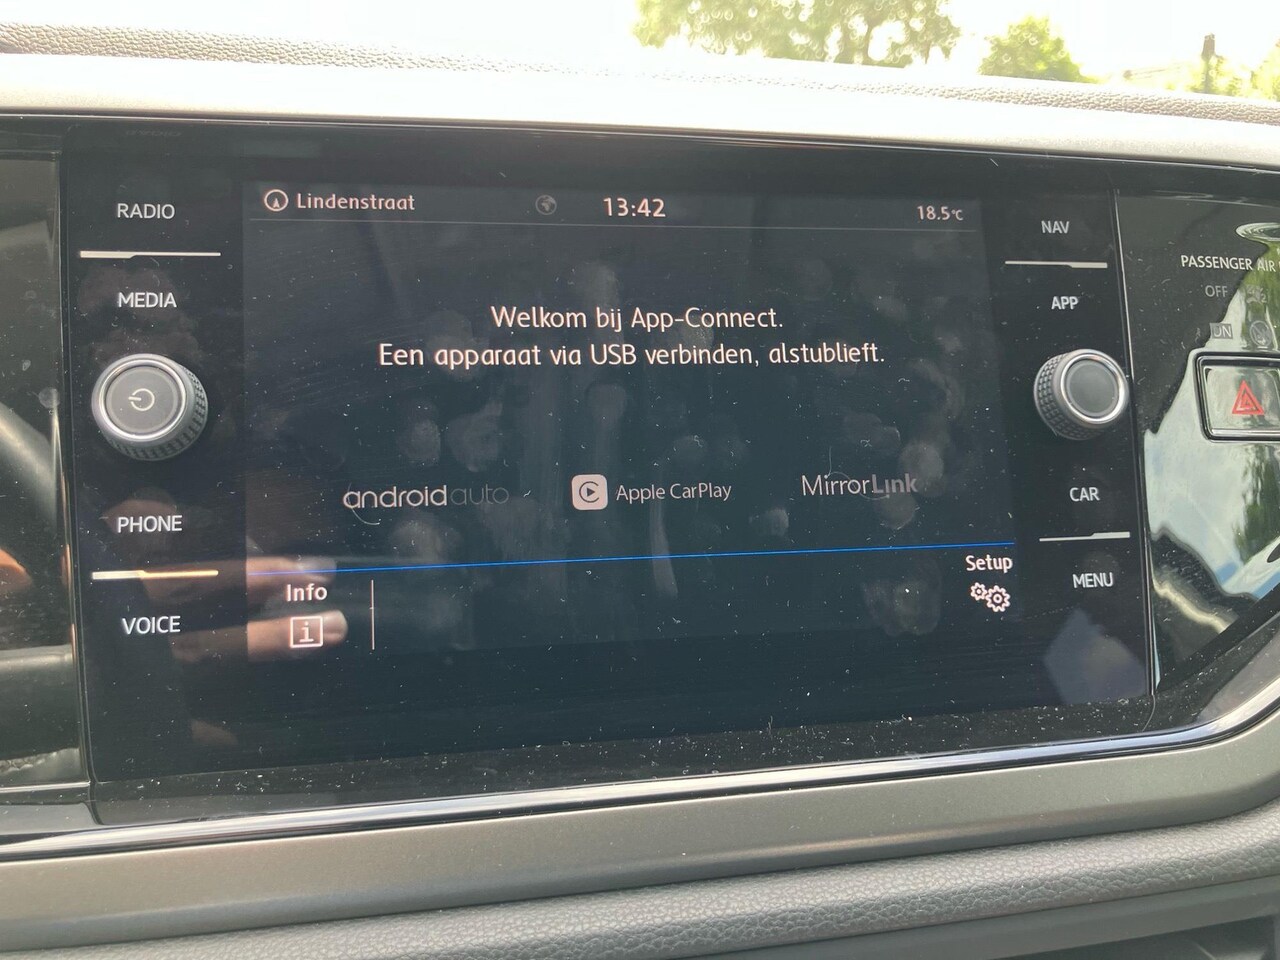 RADIO
MEDIA
PHONE
VOICE
Lindenstraat
13:42
18.5°C
Welkom bij App-Connect.
Een apparaat via USB verbinden, alstublieft.
androidauto
Apple CarPlay
MirrorLink
Info
i
Setup
NAV
APP
CAR
MENU
PASSENGER AIR
OFF
ON